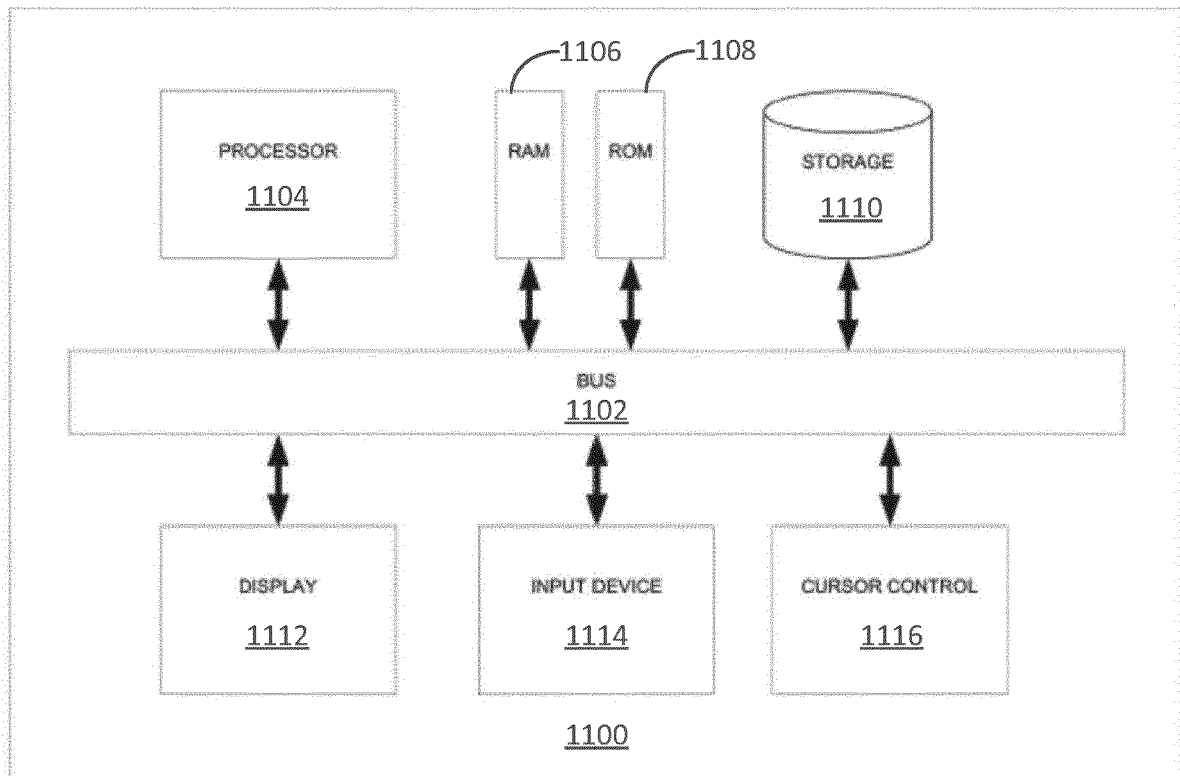 1106
1108
PROCESSOR
1104
RAM
ROM
STORAGE
1110
BUS
1102
DISPLAY
1112
INPUT DEVICE
1114
CURSOR CONTROL
1116
1100